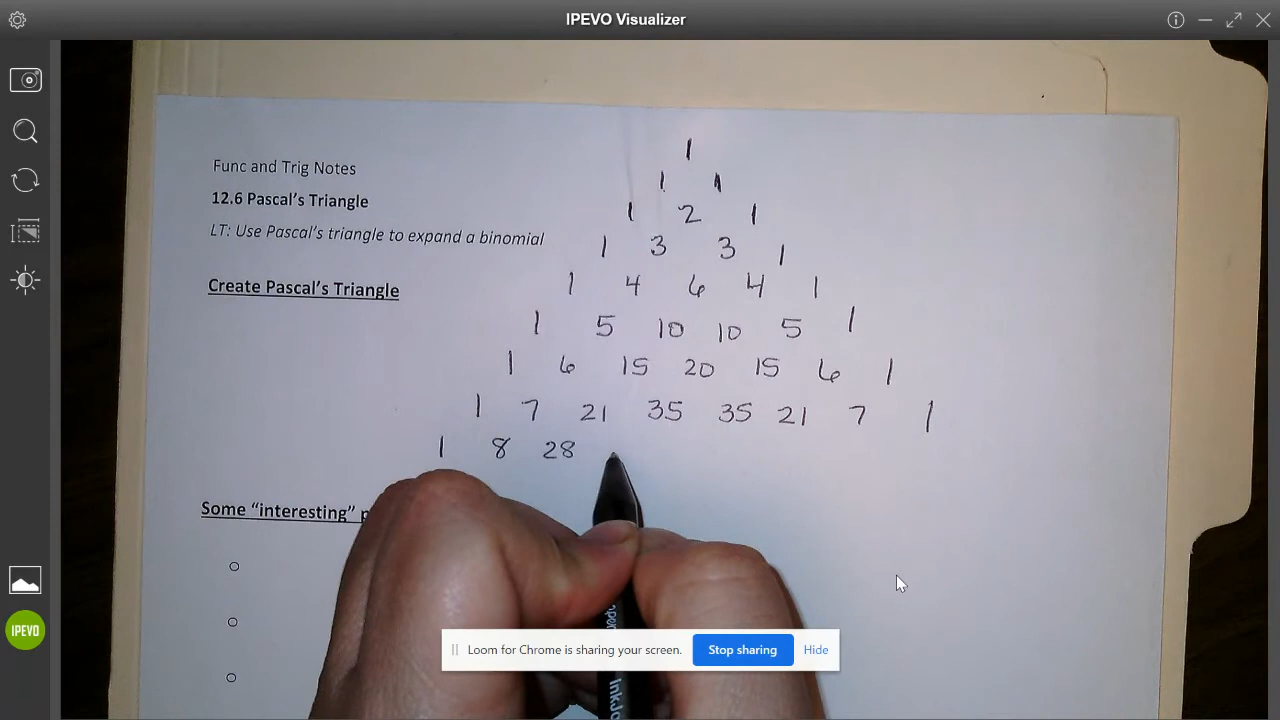 IPEVO Visualizer
Func and Trig Notes
12.6 Pascal's Triangle
LT: Use Pascal's triangle to expand a binomial
Create Pascal's Triangle
1
1 1
1 2 1
1 3 3 1
1 4 6 4 1
1 5 10 10 5 1
1 6 15 20 15 6 1
1 7 21 35 35 21 7 1
1 8 28
Some "interesting"
IPEVO
Loom for Chrome is sharing your screen. Stop sharing Hide